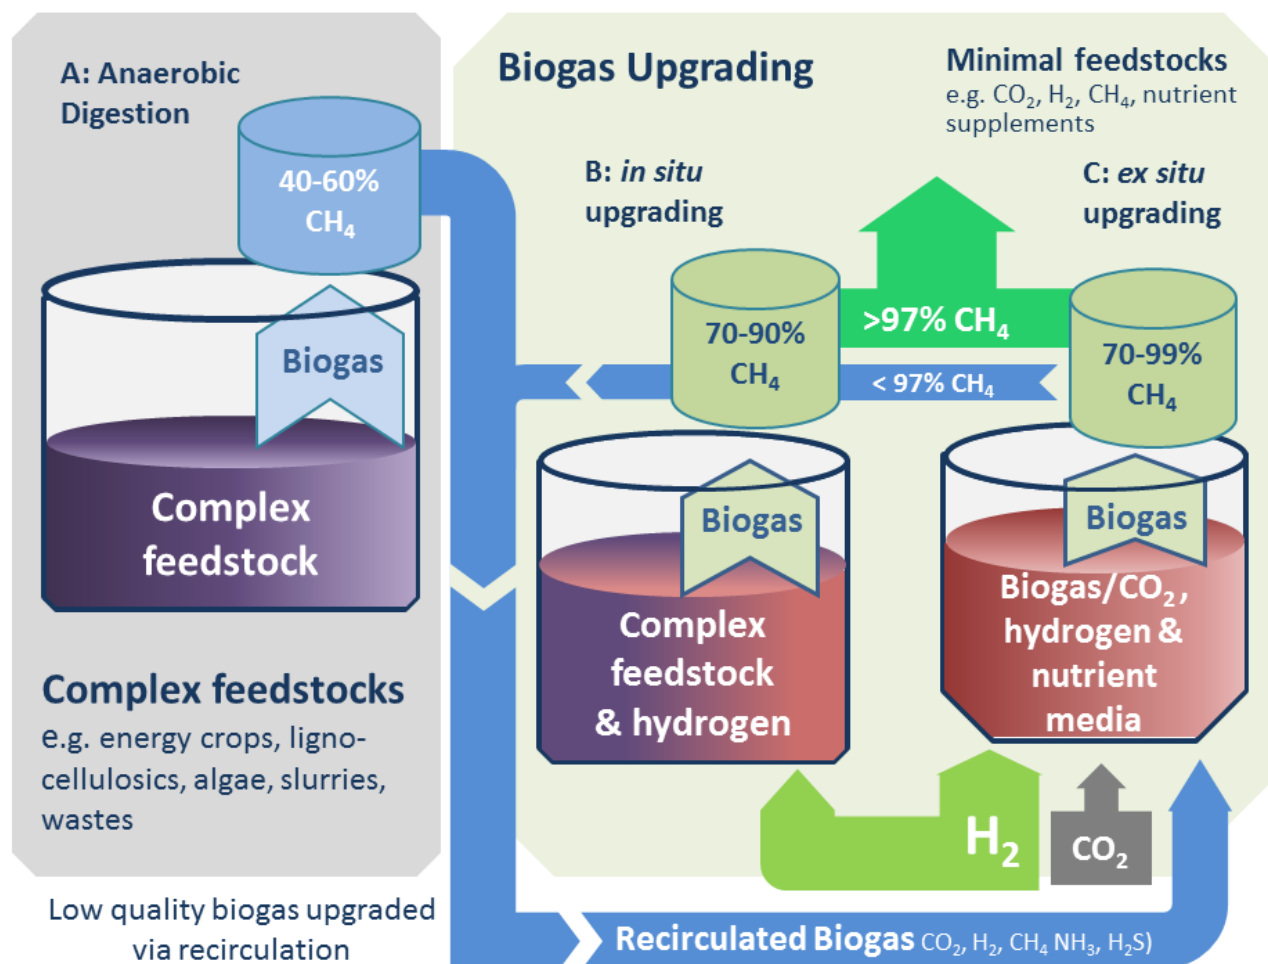 A: Anaerobic
Digestion
40-60%
CH₄
Biogas
Complex
feedstock
Complex feedstocks
e.g. energy crops, ligno-
cellulosics, algae, slurries,
wastes
Low quality biogas upgraded
via recirculation
Biogas Upgrading
Minimal feedstocks
e.g. CO₂, H₂, CH₄, nutrient
supplements
B: in situ
upgrading
C: ex situ
upgrading
70-90%
CH₄
>97% CH₄
< 97% CH₄
70-99%
CH₄
Biogas
Complex
feedstock
& hydrogen
Biogas
Biogas/CO₂,
hydrogen &
nutrient
media
H₂
CO₂
Recirculated Biogas CO₂, H₂, CH₄ NH₃, H₂S)